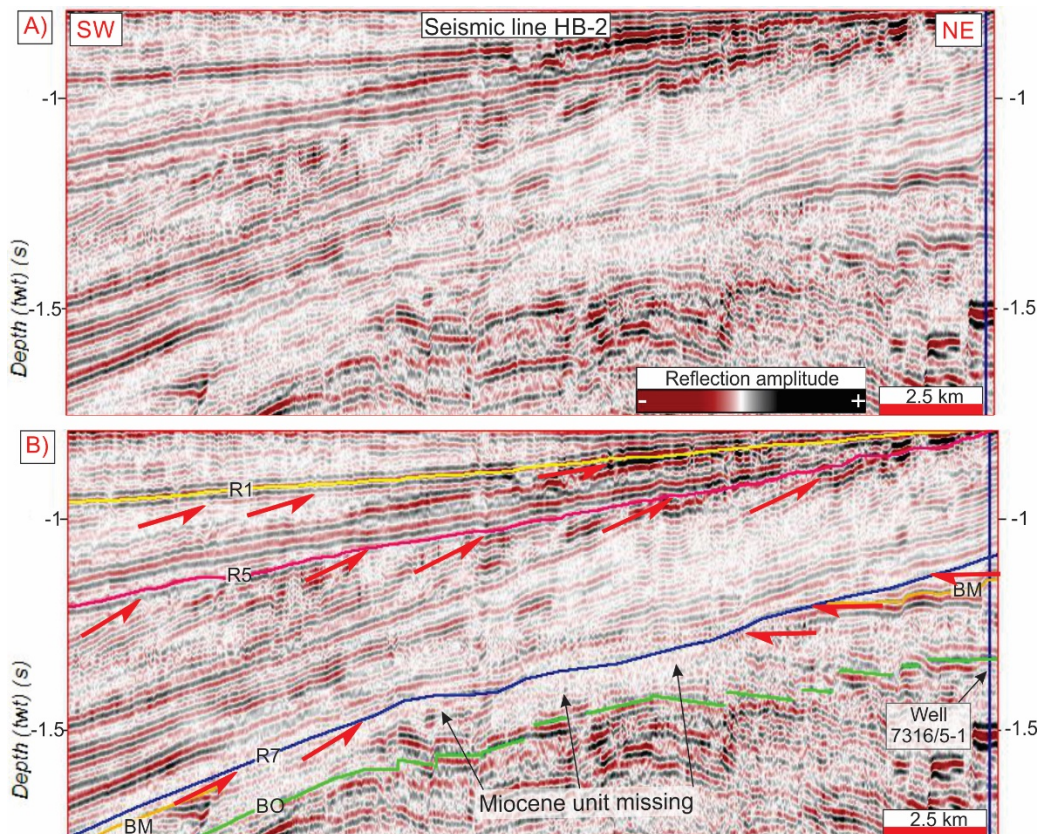 A)
SW
Seismic line HB-2
NE
-1
-1
-1.5
-1.5
Depth (twt) (s)
Reflection amplitude
-
+
2.5 km
B)
R1
-1
-1
R5
BM
Depth (twt) (s)
-1.5
-1.5
Well
7316/5-1
R7
BO
Miocene unit missing
BM
2.5 km